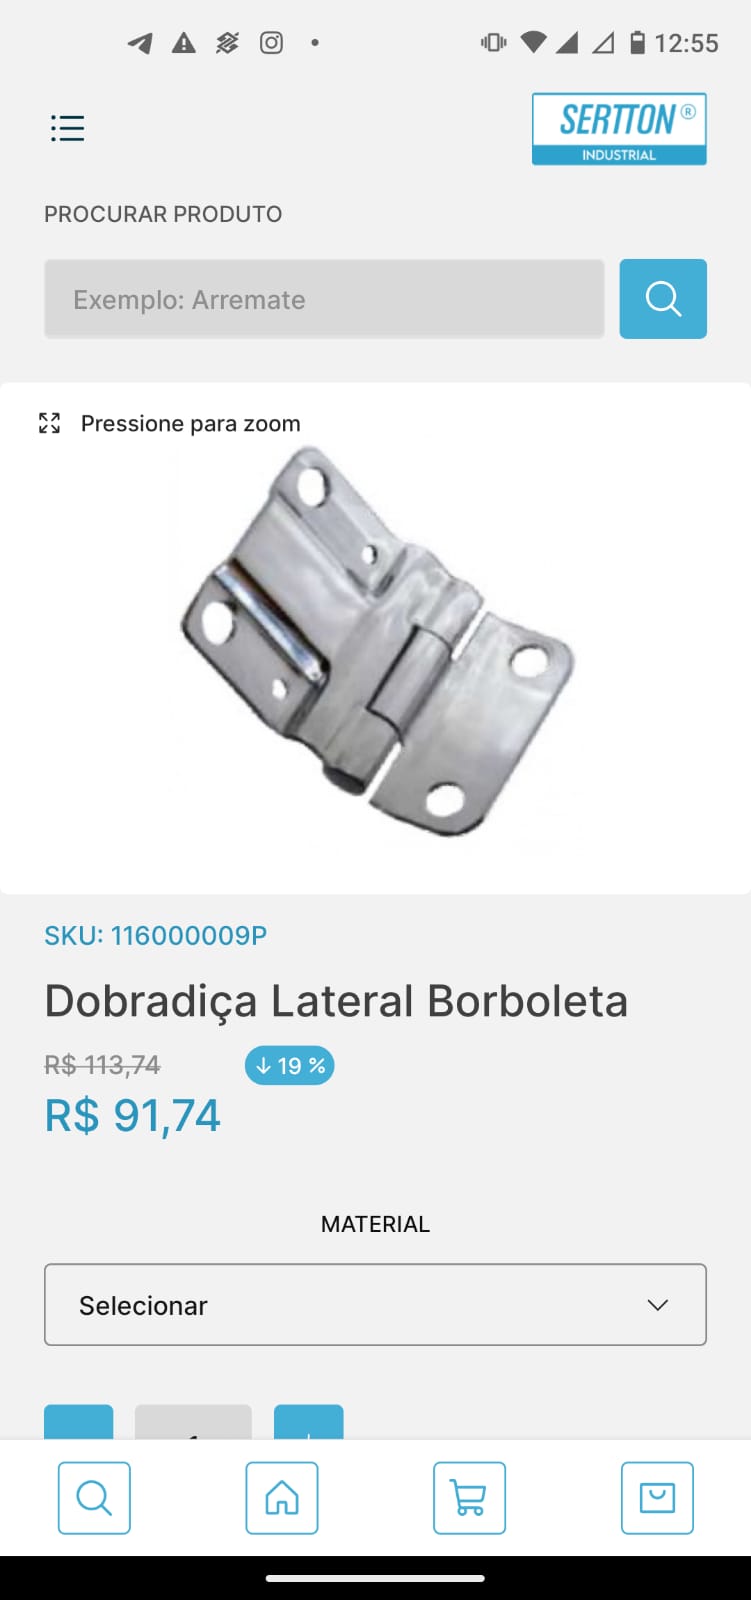 12:55
SERTTON®
INDUSTRIAL
PROCURAR PRODUTO
Exemplo: Arremate
Pressione para zoom
SKU: 116000009P
Dobradiça Lateral Borboleta
R$ 113,74
↓ 19 %
R$ 91,74
MATERIAL
Selecionar